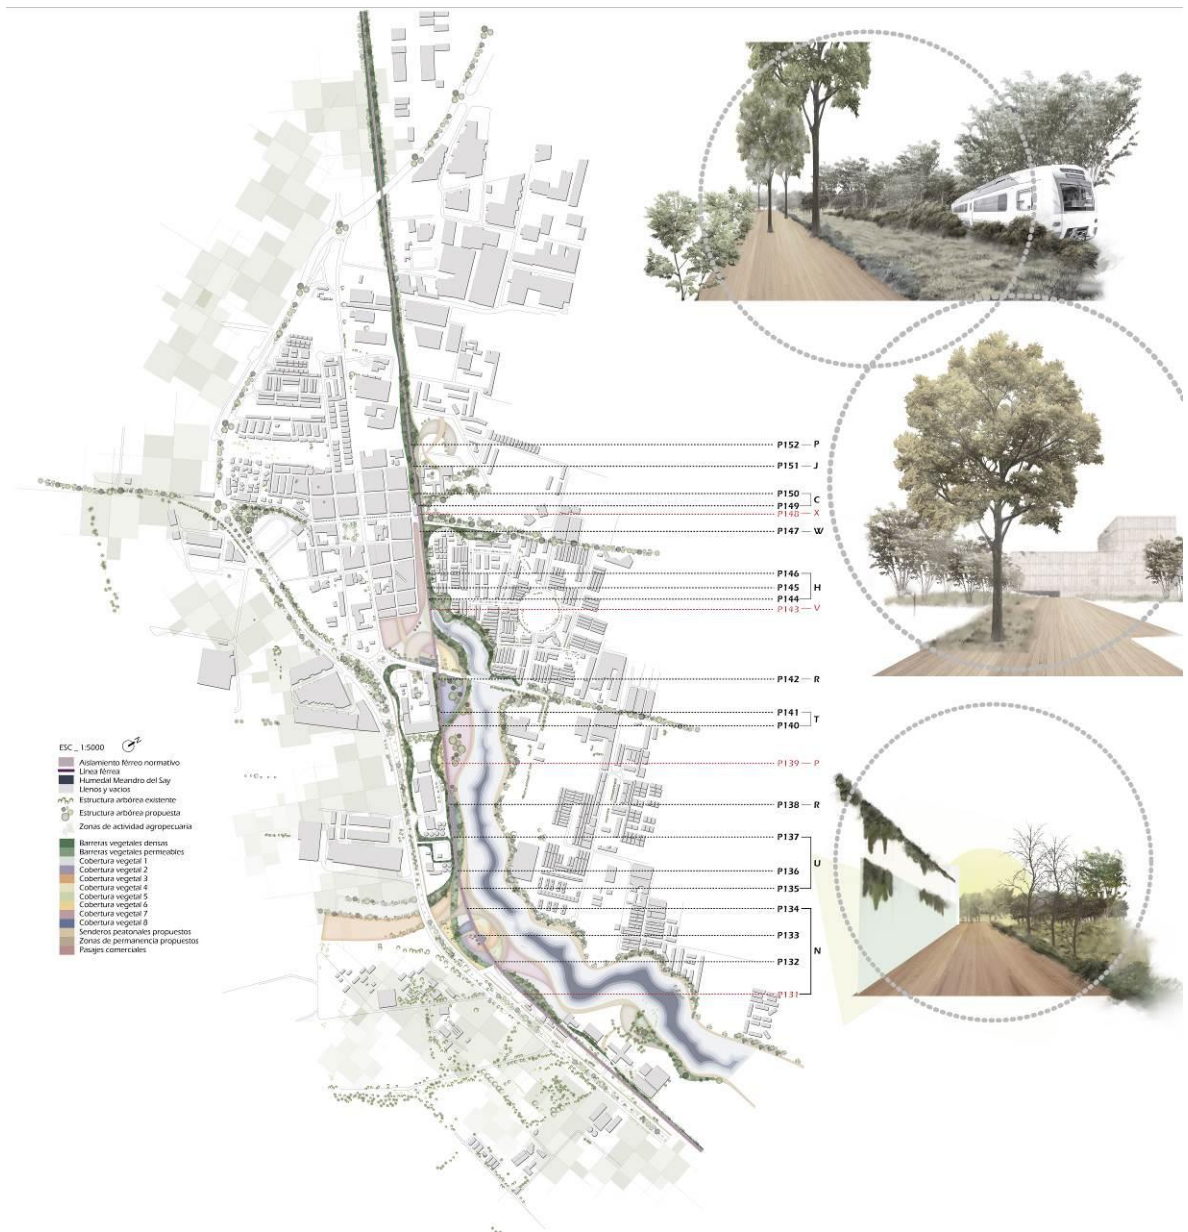 P152 P
P151 J
P150
C
P149
P148 X
P147 W
P146
P145 H
P144
P143 V
P142 R
P141
T
P140
P139 P
P138 R
P137
U
P136
P135
P134
P133
N
P132
P131
ESC _ 1:5000
Aislamiento férreo normativo
Línea férrea
Humedal Meandro del Say
Llenos y vacíos
Estructura arbórea existente
Estructura arbórea propuesta
Zonas de actividad agropecuaria
Barreras vegetales densas
Barreras vegetales permeables
Cobertura vegetal 1
Cobertura vegetal 2
Cobertura vegetal 3
Cobertura vegetal 4
Cobertura vegetal 5
Cobertura vegetal 6
Cobertura vegetal 7
Cobertura vegetal 8
Senderos peatonales propuestos
Zonas de permanencia propuestos
Pasajes comerciales